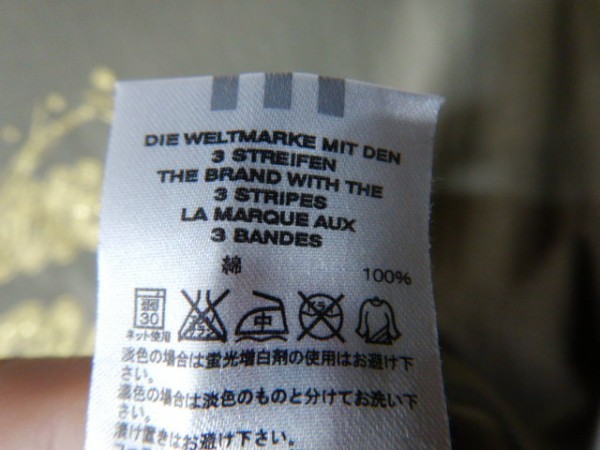 DIE WELTMARKE MIT DEN
3 STREIFEN
THE BRAND WITH THE
3 STRIPES
LA MARQUE AUX
3 BANDES
綿 100%
30 中
ネット使用
淡色の場合は蛍光増白剤の使用はお避け下
さい。
濃色の場合は淡色のものと分けてお洗い下
さい。
漬け置きはお避け下さい。